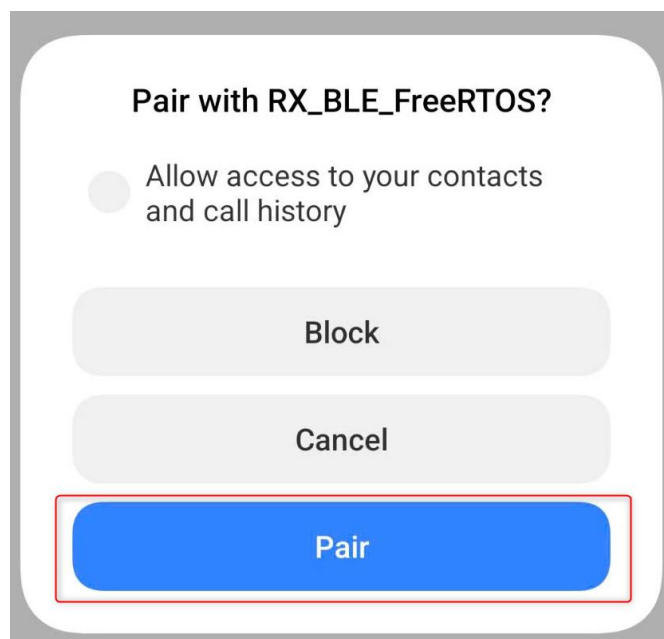 Pair with RX_BLE_FreeRTOS?
Allow access to your contacts
and call history
Block
Cancel
Pair